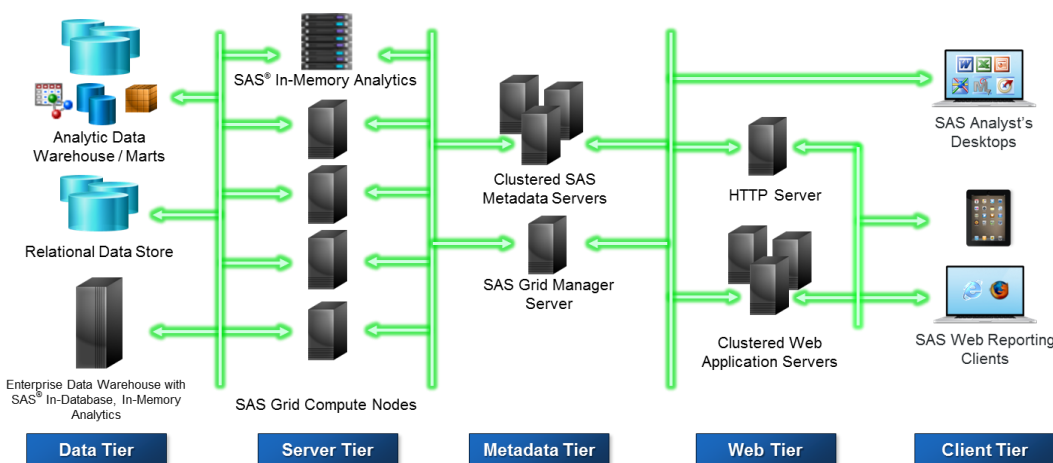 SAS® In-Memory Analytics
Analytic Data
Warehouse / Marts
Relational Data Store
Enterprise Data Warehouse with
SAS® In-Database, In-Memory
Analytics
SAS Grid Compute Nodes
Clustered SAS
Metadata Servers
SAS Grid Manager
Server
HTTP Server
Clustered Web
Application Servers
SAS Analyst's
Desktops
SAS Web Reporting
Clients
Data Tier
Server Tier
Metadata Tier
Web Tier
Client Tier